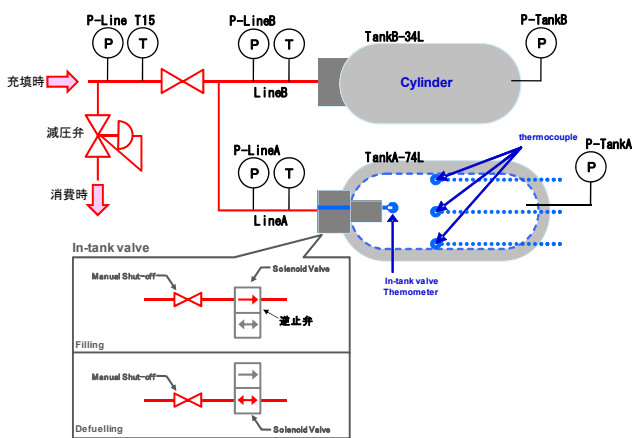 P-Line T15
P-LineB
TankB-34L
P-TankB
P
T
P
T
P
充填時
LineB
Cylinder
減圧弁
P-LineA
thermocouple
P-TankA
P
T
TankA-74L
P
消費時
LineA
In-tank valve
In-tank valve
Themometer
Solenoid Valve
Manual Shut-off
逆止弁
Filling
Manual Shut-off
Solenoid Valve
Defuelling